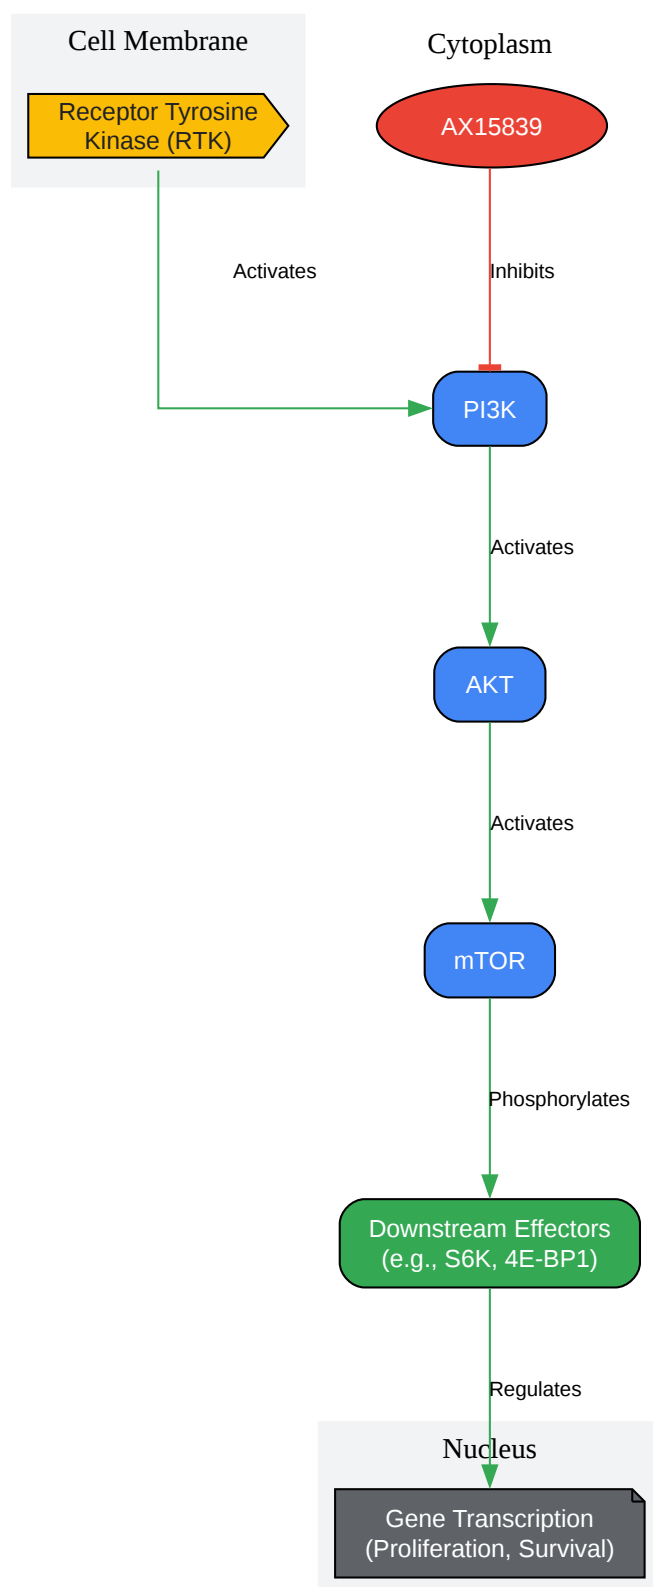 Cell Membrane
Cytoplasm
Receptor Tyrosine
Kinase (RTK)
AX15839
Activates
Inhibits
PI3K
Activates
AKT
Activates
mTOR
Phosphorylates
Downstream Effectors
(e.g., S6K, 4E-BP1)
Regulates
Nucleus
Gene Transcription
(Proliferation, Survival)